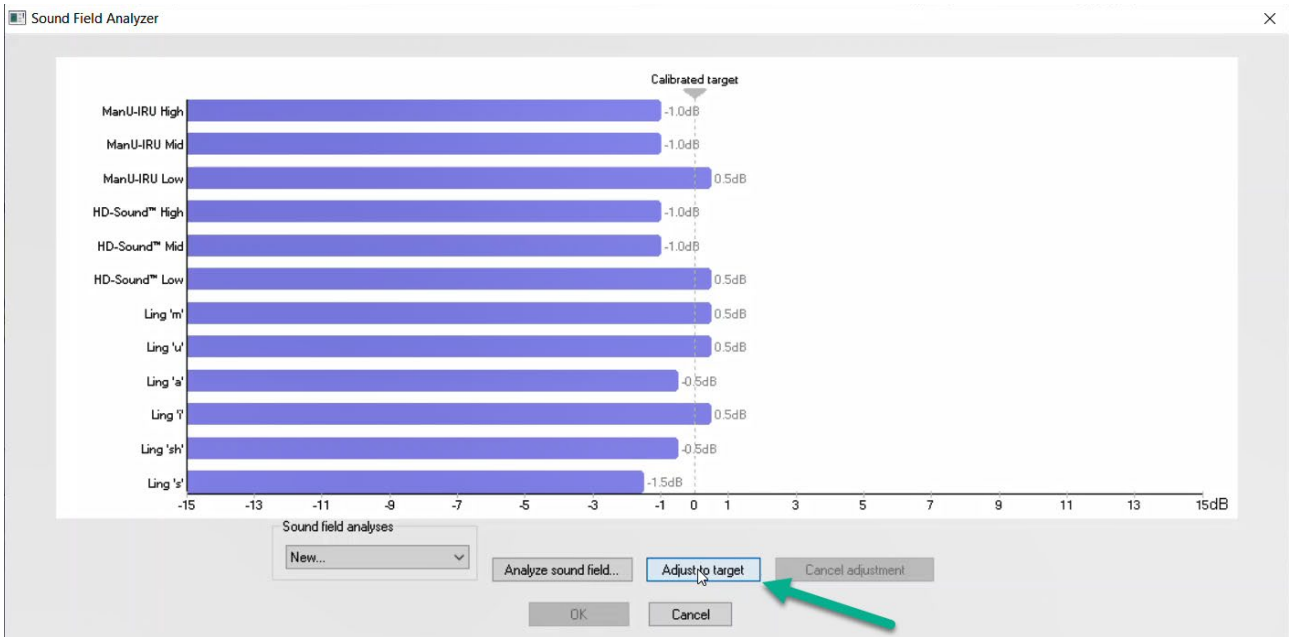 Sound Field Analyzer
Calibrated target
ManU-IRU High -1.0dB
ManU-IRU Mid -1.0dB
ManU-IRU Low 0.5dB
HD-Sound™ High -1.0dB
HD-Sound™ Mid -1.0dB
HD-Sound™ Low 0.5dB
Ling 'm' 0.5dB
Ling 'u' 0.5dB
Ling 'a' -0.5dB
Ling 'i' 0.5dB
Ling 'sh' -0.5dB
Ling 's' -1.5dB
-15 -13 -11 -9 -7 -5 -3 -1 0 1 3 5 7 9 11 13 15dB
Sound field analyses
New...
Analyze sound field... Adjust to target Cancel adjustment
OK Cancel